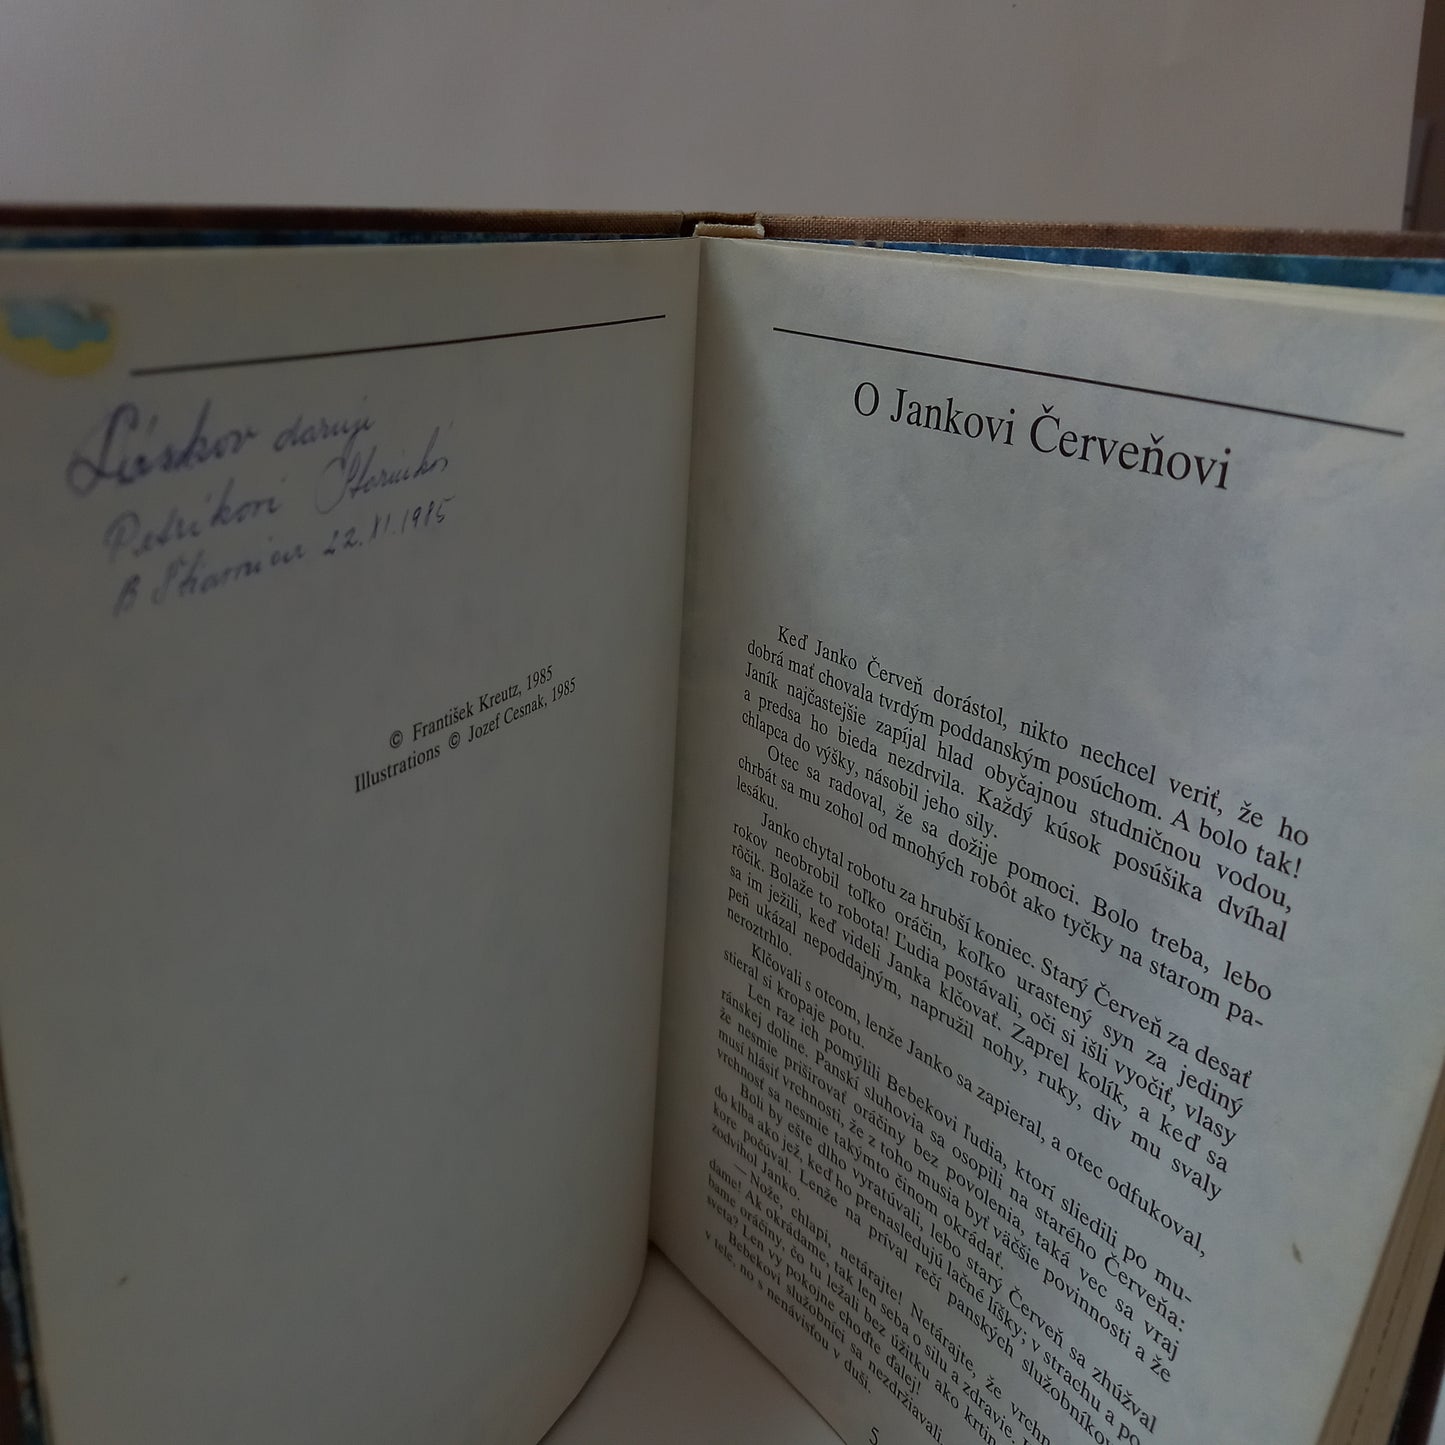 Láskov daruje
Petríkovi
B Štiavnica 22.XI.1985
© František Kreutz, 1985
Illustrations © Jozef Cesnak, 1985
O Jankovi Červeňovi
Keď Janko Červeň dorástol, nikto nechcel veriť, že ho
dobrá mať chovala tvrdým poddanským posúchom. A bolo tak!
Janík najčastejšie zapíjal hlad obyčajnou studničnou vodou,
a predsa ho bieda nezdrvila. Každý kúsok posúšika dvíhal
chlapca do výšky, násobil jeho sily.
Otec sa radoval, že sa dožije pomoci. Bolo treba, lebo
chrbát sa mu zohol od mnohých robôt ako tyčky na starom pa-
lesáku.
Janko chytal robotu za hrubší koniec. Starý Červeň za desať
rokov neobrobil toľko oráčin, koľko urastený syn za jediný
rôčik. Bolaže to robota! Ľudia postávali, oči si išli vyočiť, vlasy
sa im ježili, keď videli Janka klčovať. Zaprel kolík, a keď sa
peň ukázal nepoddajným, napružil nohy, ruky, div mu svaly
neroztrhlo.
Klčovali s otcom, lenže Janko sa zapieral, a otec odfukoval,
stieral si kropaje potu.
Len raz ich pomýlili Bebekovi ľudia, ktorí sliedili po mu-
ránskej doline. Panskí sluhovia sa osopili na starého Červeňa:
že nesmie prisirovať oráčiny bez povolenia, taká vec sa vraj
musí hlásiť vrchnosti, že z toho musia byť väčšie povinnosti a že
vrchnosť sa nesmie takýmto činom okrádať.
Boli by ešte dlho vyratúvali, lebo starý Červeň sa zhúžval
do klba ako jež, keď ho prenasledujú lačné líšky; v strachu a po
kore počúval. Lenže na príval rečí panských služobníkov
zodvihol Janko.
— Nože, chlapi, netárajte! Netárajte, že vrchn
dame! Ak okrádame, tak len seba o silu a zdravie.
bame oráčiny, čo tu ležali bez úžitku ako krtin
sveta? Len vy pokojne choďte ďalej!
Bebekovi služobníci sa nezdržiavali.
v tele, no s nenávisťou v duši.
5